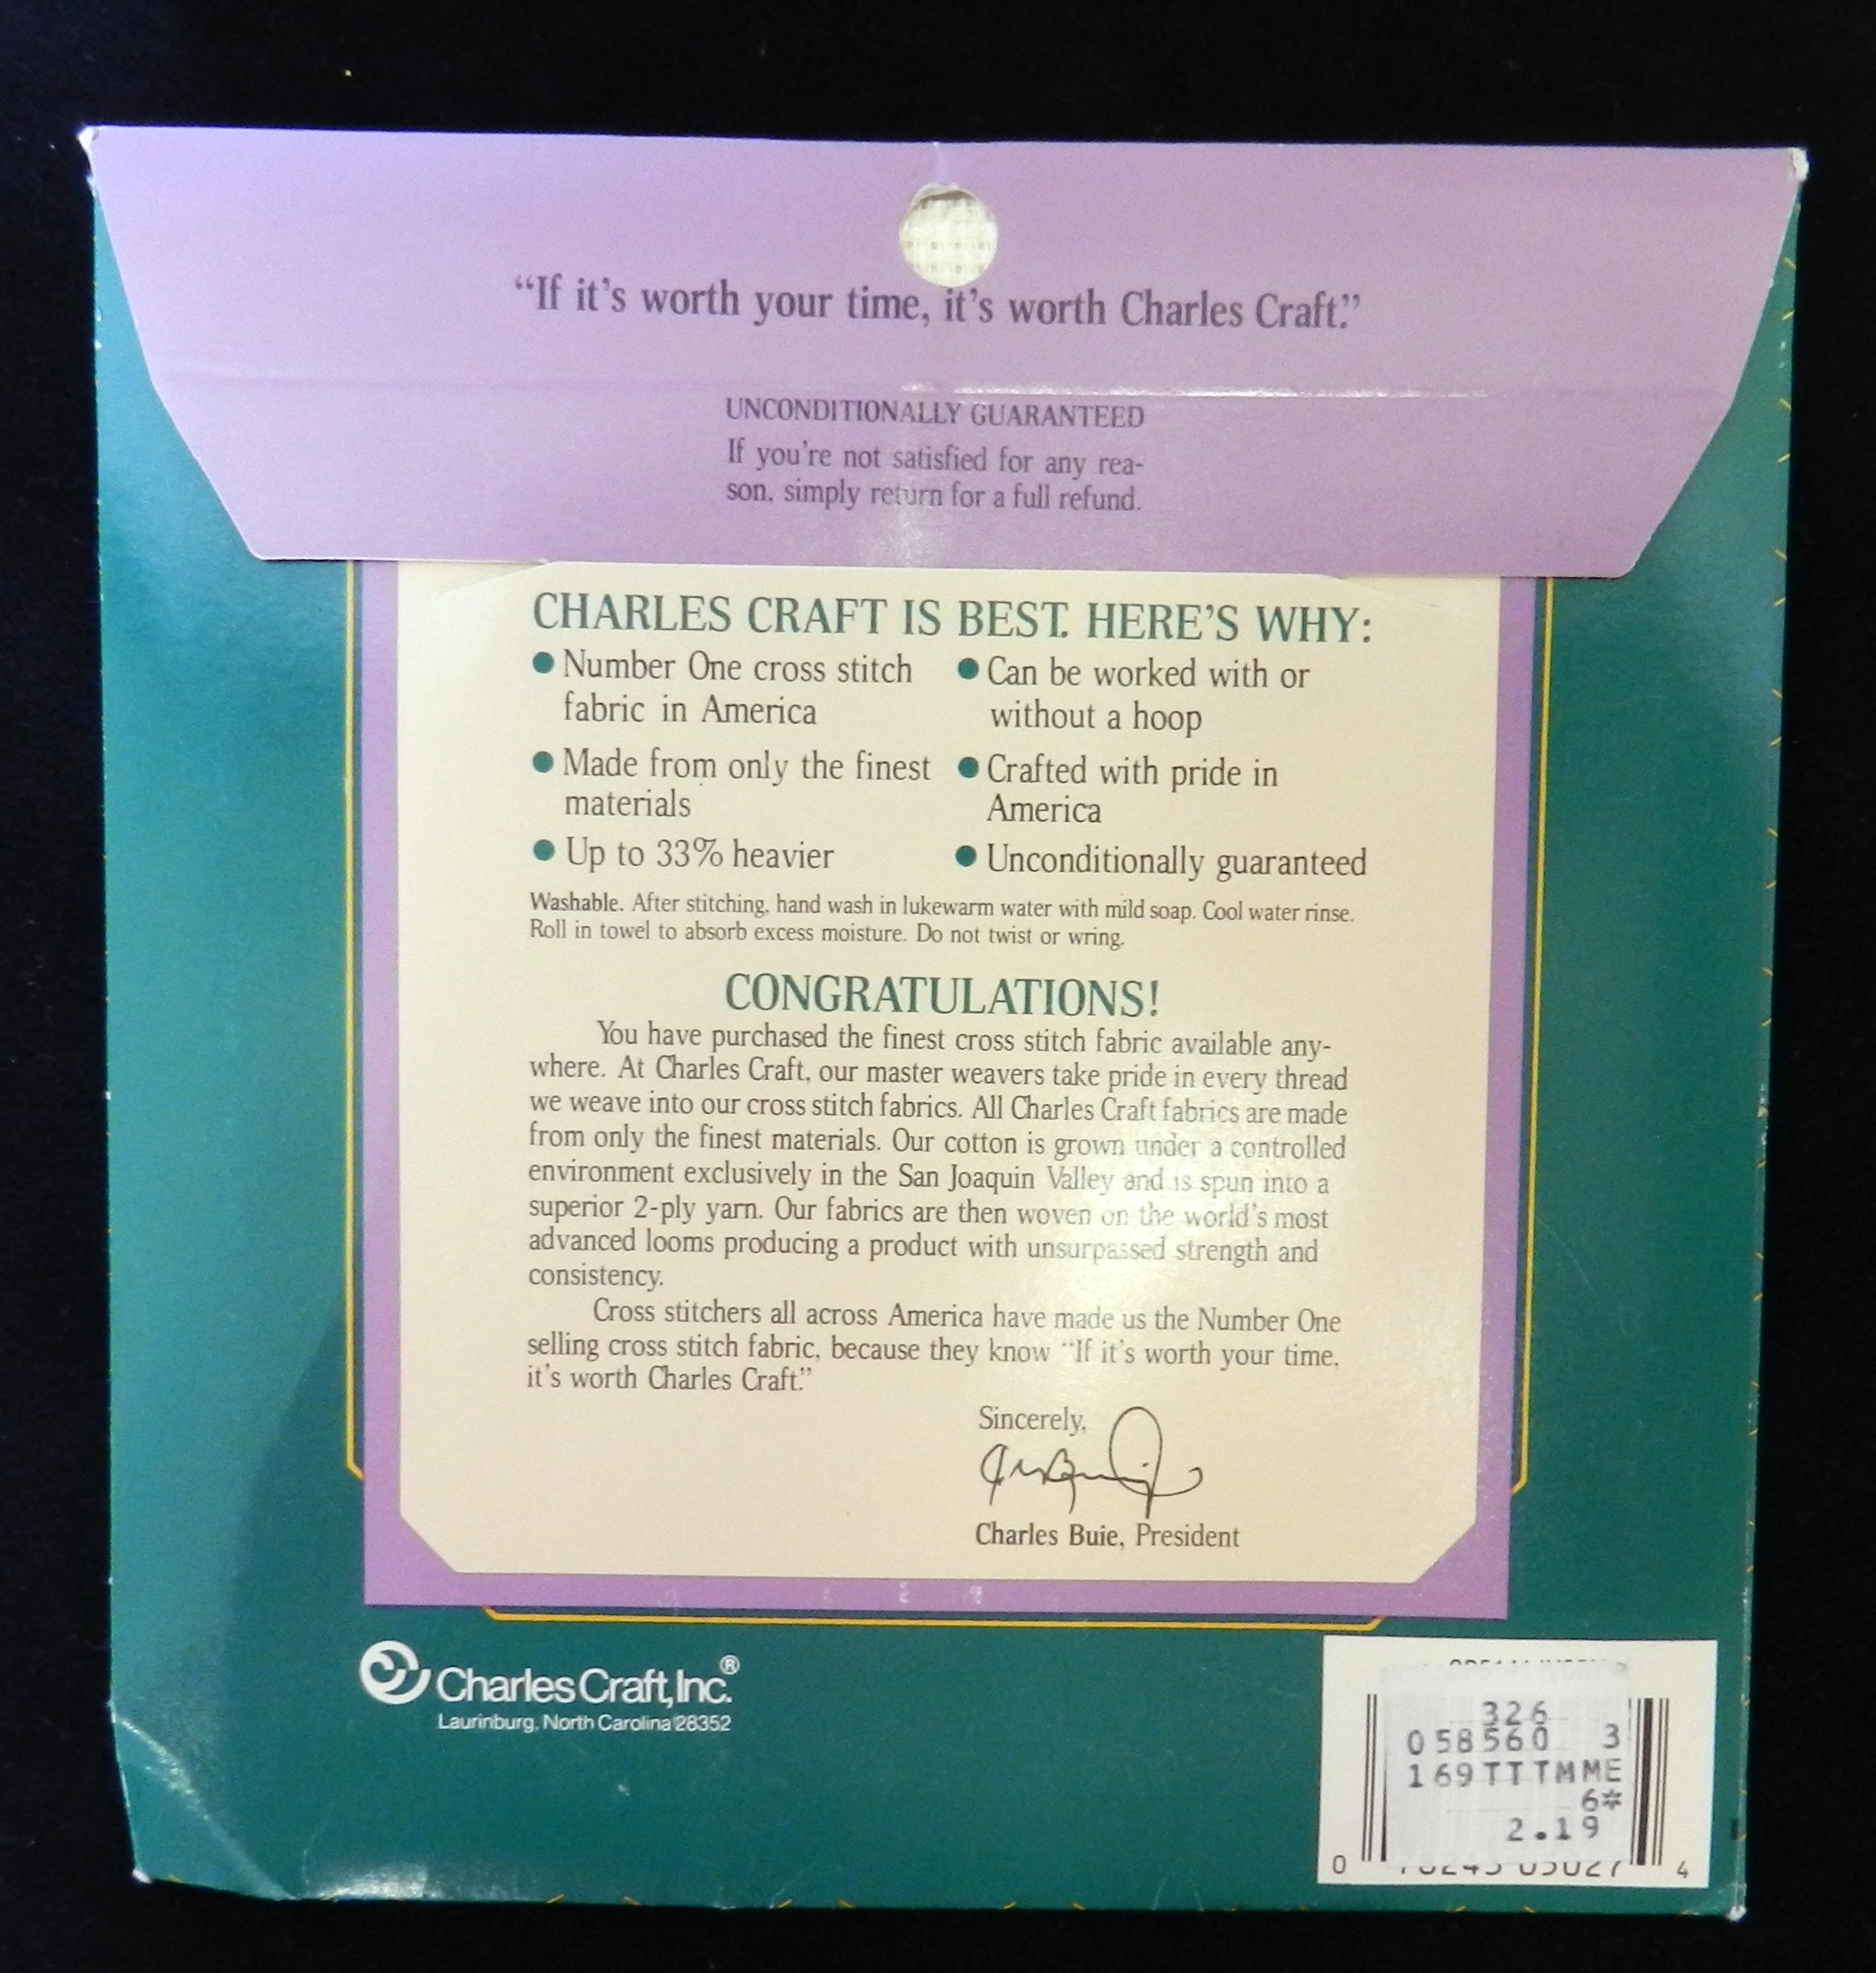 “If it's worth your time, it's worth Charles Craft.”
UNCONDITIONALLY GUARANTEED
If you're not satisfied for any rea-
son, simply return for a full refund.
CHARLES CRAFT IS BEST. HERE'S WHY:
● Number One cross stitch
fabric in America
● Made from only the finest
materials
● Up to 33% heavier
● Can be worked with or
without a hoop
● Crafted with pride in
America
● Unconditionally guaranteed
Washable. After stitching, hand wash in lukewarm water with mild soap. Cool water rinse.
Roll in towel to absorb excess moisture. Do not twist or wring.
CONGRATULATIONS!
You have purchased the finest cross stitch fabric available any-
where. At Charles Craft, our master weavers take pride in every thread
we weave into our cross stitch fabrics. All Charles Craft fabrics are made
from only the finest materials. Our cotton is grown under a controlled
environment exclusively in the San Joaquin Valley and is spun into a
superior 2-ply yarn. Our fabrics are then woven on the world's most
advanced looms producing a product with unsurpassed strength and
consistency.
Cross stitchers all across America have made us the Number One
selling cross stitch fabric, because they know “If it's worth your time,
it's worth Charles Craft.”
Sincerely,
Charles Buie, President
Charles Craft, Inc.®
Laurinburg, North Carolina 28352
326
058560 3
169TTTMME
6*
2.19
0 4